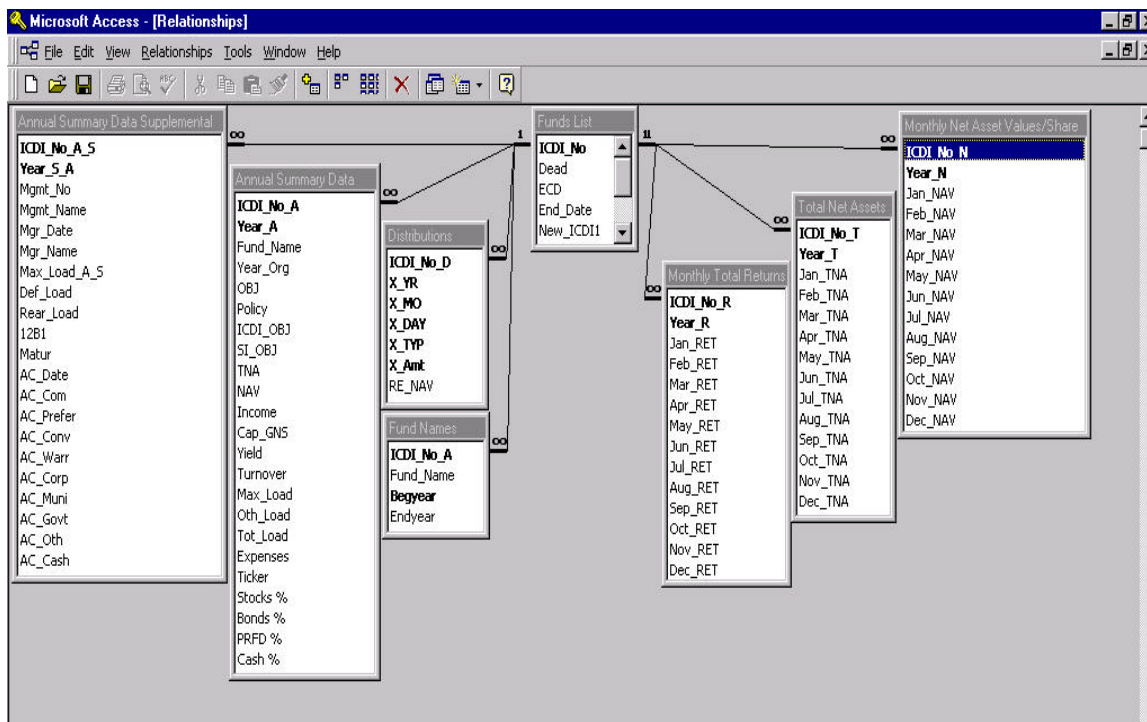 Microsoft Access - [Relationships]
File Edit View Relationships Tools Window Help
Annual Summary Data Supplemental
ICDI_No_A_S
Year_S_A
Mgmt_No
Mgmt_Name
Mgr_Date
Mgr_Name
Max_Load_A_S
Def_Load
Rear_Load
12B1
Matur
AC_Date
AC_Com
AC_Prefer
AC_Conv
AC_Warr
AC_Corp
AC_Muni
AC_Govt
AC_Oth
AC_Cash
∞
Annual Summary Data
ICDI_No_A
Year_A
Fund_Name
Year_Org
OBJ
Policy
ICDI_OBJ
SI_OBJ
TNA
NAV
Income
Cap_GNS
Yield
Turnover
Max_Load
Oth_Load
Tot_Load
Expenses
Ticker
Stocks %
Bonds %
PRFD %
Cash %
∞
Distributions
ICDI_No_D
X_YR
X_MO
X_DAY
X_TYP
X_Amt
RE_NAV
∞
Fund Names
ICDI_No_A
Fund_Name
Begyear
Endyear
∞
1
Funds List
ICDI_No
Dead
ECD
End_Date
New_ICDI1
11
∞
Monthly Total Returns
ICDI_No_R
Year_R
Jan_RET
Feb_RET
Mar_RET
Apr_RET
May_RET
Jun_RET
Jul_RET
Aug_RET
Sep_RET
Oct_RET
Nov_RET
Dec_RET
∞
Total Net Assets
ICDI_No_T
Year_T
Jan_TNA
Feb_TNA
Mar_TNA
Apr_TNA
May_TNA
Jun_TNA
Jul_TNA
Aug_TNA
Sep_TNA
Oct_TNA
Nov_TNA
Dec_TNA
∞
Monthly Net Asset Values/Share
ICDI_No_N
Year_N
Jan_NAV
Feb_NAV
Mar_NAV
Apr_NAV
May_NAV
Jun_NAV
Jul_NAV
Aug_NAV
Sep_NAV
Oct_NAV
Nov_NAV
Dec_NAV